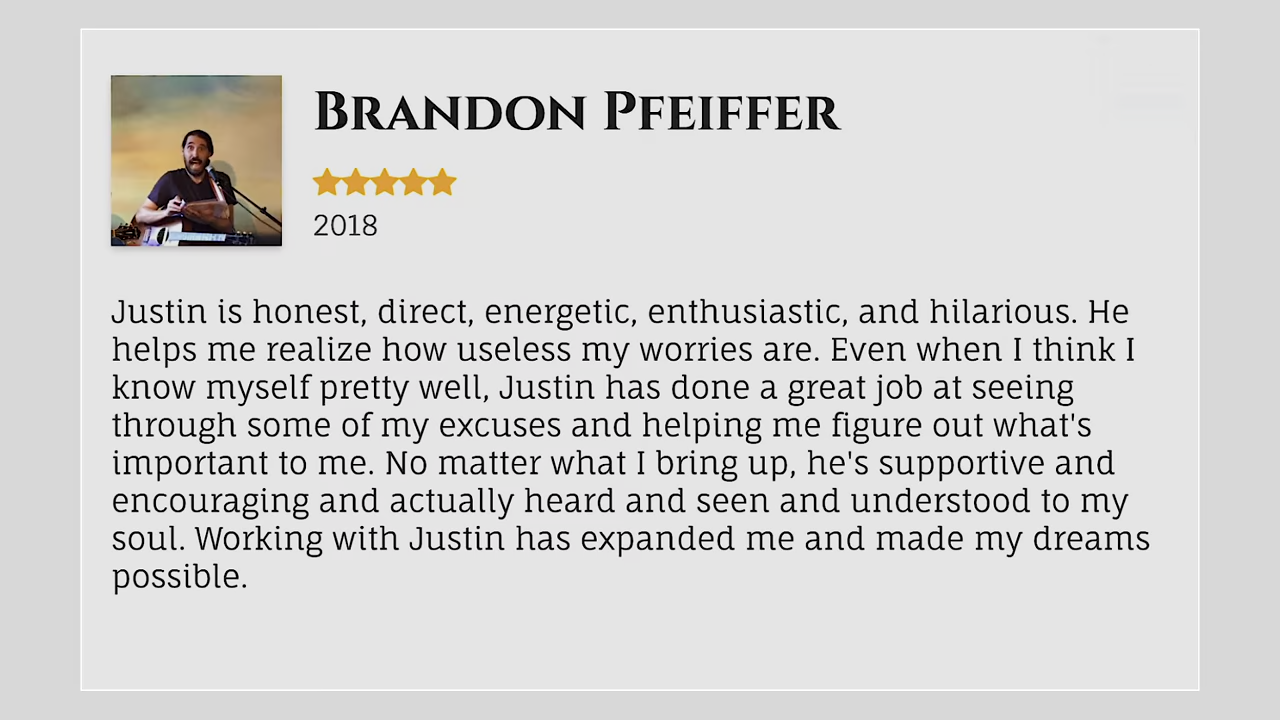 Brandon Pfeiffer
2018
Justin is honest, direct, energetic, enthusiastic, and hilarious. He
helps me realize how useless my worries are. Even when I think I
know myself pretty well, Justin has done a great job at seeing
through some of my excuses and helping me figure out what's
important to me. No matter what I bring up, he's supportive and
encouraging and actually heard and seen and understood to my
soul. Working with Justin has expanded me and made my dreams
possible.